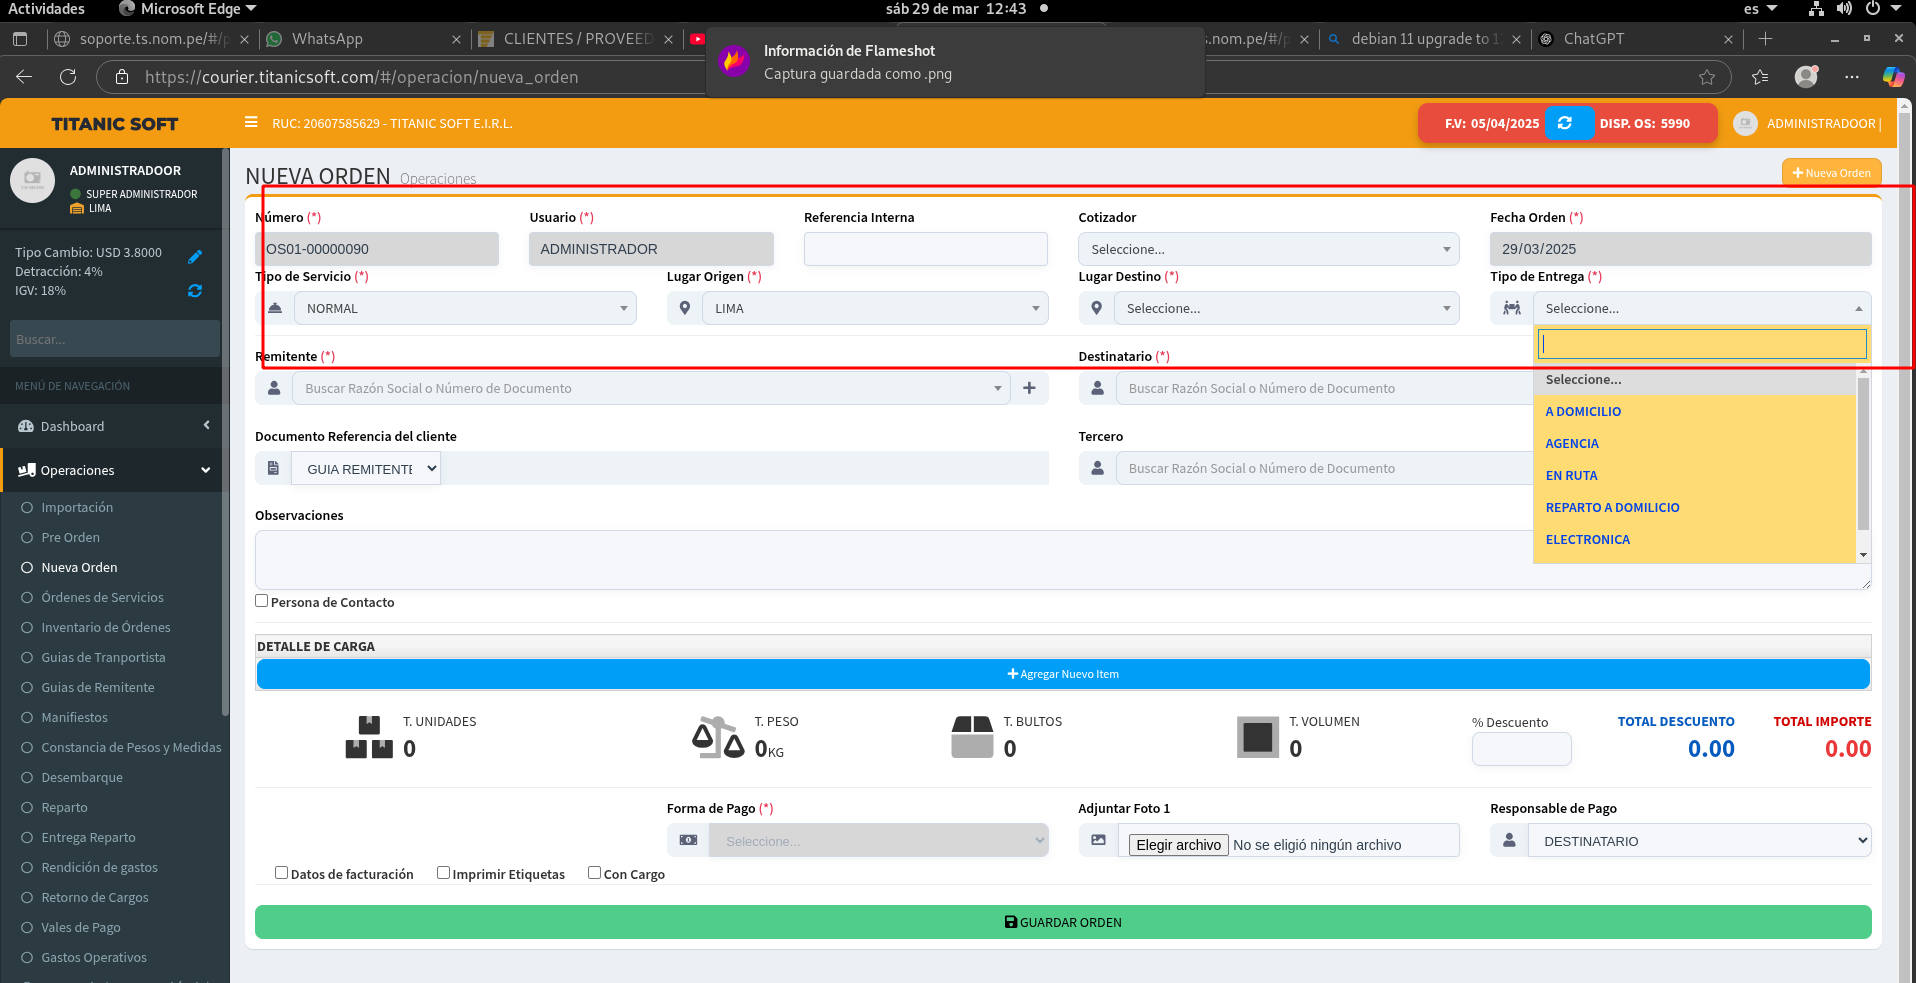 Actividades
Microsoft Edge
sáb 29 de mar 12:43
es
soporte.ts.nom.pe/#/p
WhatsApp
CLIENTES / PROVEED
s.nom.pe/#/p
debian 11 upgrade to 1
ChatGPT
Información de Flameshot
Captura guardada como .png
https://courier.titanicsoft.com/#/operacion/nueva_orden
TITANIC SOFT
RUC: 20607585629 - TITANIC SOFT E.I.R.L.
F.V: 05/04/2025
DISP. OS: 5990
ADMINISTRADOOR |
ADMINISTRADOOR
SUPER ADMINISTRADOR
LIMA
Tipo Cambio: USD 3.8000
Detracción: 4%
IGV: 18%
Buscar...
MENÚ DE NAVEGACIÓN
Dashboard
Operaciones
Importación
Pre Orden
Nueva Orden
Órdenes de Servicios
Inventario de Órdenes
Guias de Tranportista
Guias de Remitente
Manifiestos
Constancia de Pesos y Medidas
Desembarque
Reparto
Entrega Reparto
Rendición de gastos
Retorno de Cargos
Vales de Pago
Gastos Operativos
NUEVA ORDEN Operaciones
Nueva Orden
Número (*)
Usuario (*)
Referencia Interna
Cotizador
Fecha Orden (*)
OS01-00000090
ADMINISTRADOR
Seleccione...
29/03/2025
Tipo de Servicio (*)
Lugar Origen (*)
Lugar Destino (*)
Tipo de Entrega (*)
NORMAL
LIMA
Seleccione...
Seleccione...
Seleccione...
A DOMICILIO
AGENCIA
EN RUTA
REPARTO A DOMILICIO
ELECTRONICA
Remitente (*)
Destinatario (*)
Buscar Razón Social o Número de Documento
Buscar Razón Social o Número de Documento
Documento Referencia del cliente
Tercero
GUIA REMITENTE
Buscar Razón Social o Número de Documento
Observaciones
Persona de Contacto
DETALLE DE CARGA
Agregar Nuevo Item
T. UNIDADES
0
T. PESO
0KG
T. BULTOS
0
T. VOLUMEN
0
% Descuento
TOTAL DESCUENTO
0.00
TOTAL IMPORTE
0.00
Forma de Pago (*)
Adjuntar Foto 1
Responsable de Pago
Seleccione...
Elegir archivo No se eligió ningún archivo
DESTINATARIO
Datos de facturación
Imprimir Etiquetas
Con Cargo
GUARDAR ORDEN